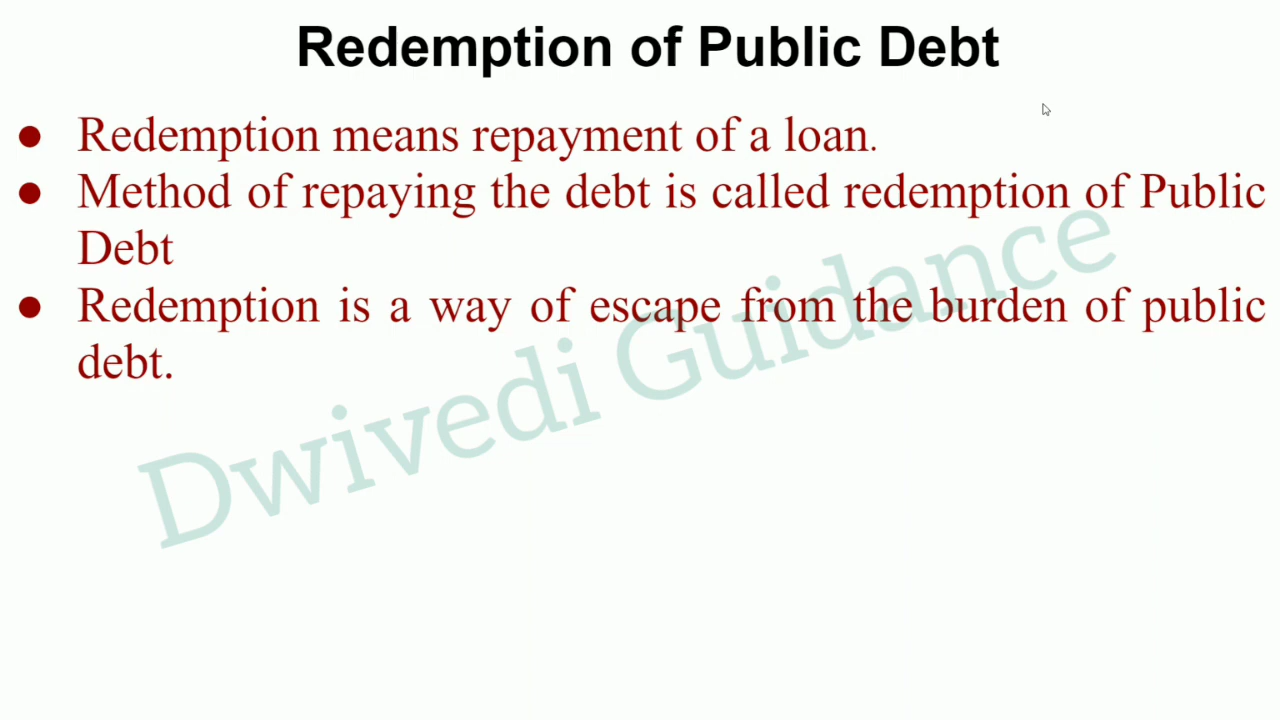 Redemption of Public Debt
● Redemption means repayment of a loan.
● Method of repaying the debt is called redemption of Public
Debt
● Redemption is a way of escape from the burden of public
debt.
Dwivedi Guidance